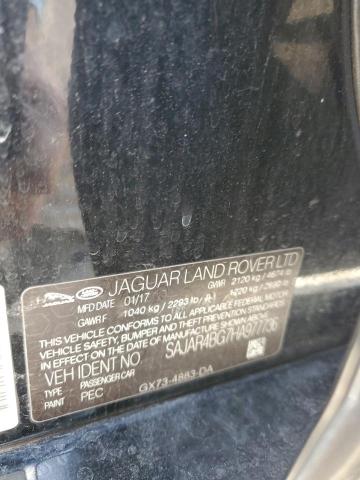 JAGUAR LAND ROVER LTD
MFD DATE 01/17 GVWR 2120 kg / 4674 lb
GAWR F 1040 kg / 2293 lb R 1220 kg / 2690 lb
THIS VEHICLE CONFORMS TO ALL APPLICABLE FEDERAL MOTOR
VEHICLE SAFETY, BUMPER, AND THEFT PREVENTION STANDARDS
IN EFFECT ON THE DATE OF MANUFACTURE SHOWN ABOVE.
VEH IDENT NO SAJAR4BG7HA977736
TYPE PASSENGER CAR
PAINT PEC GX73-4883-DA